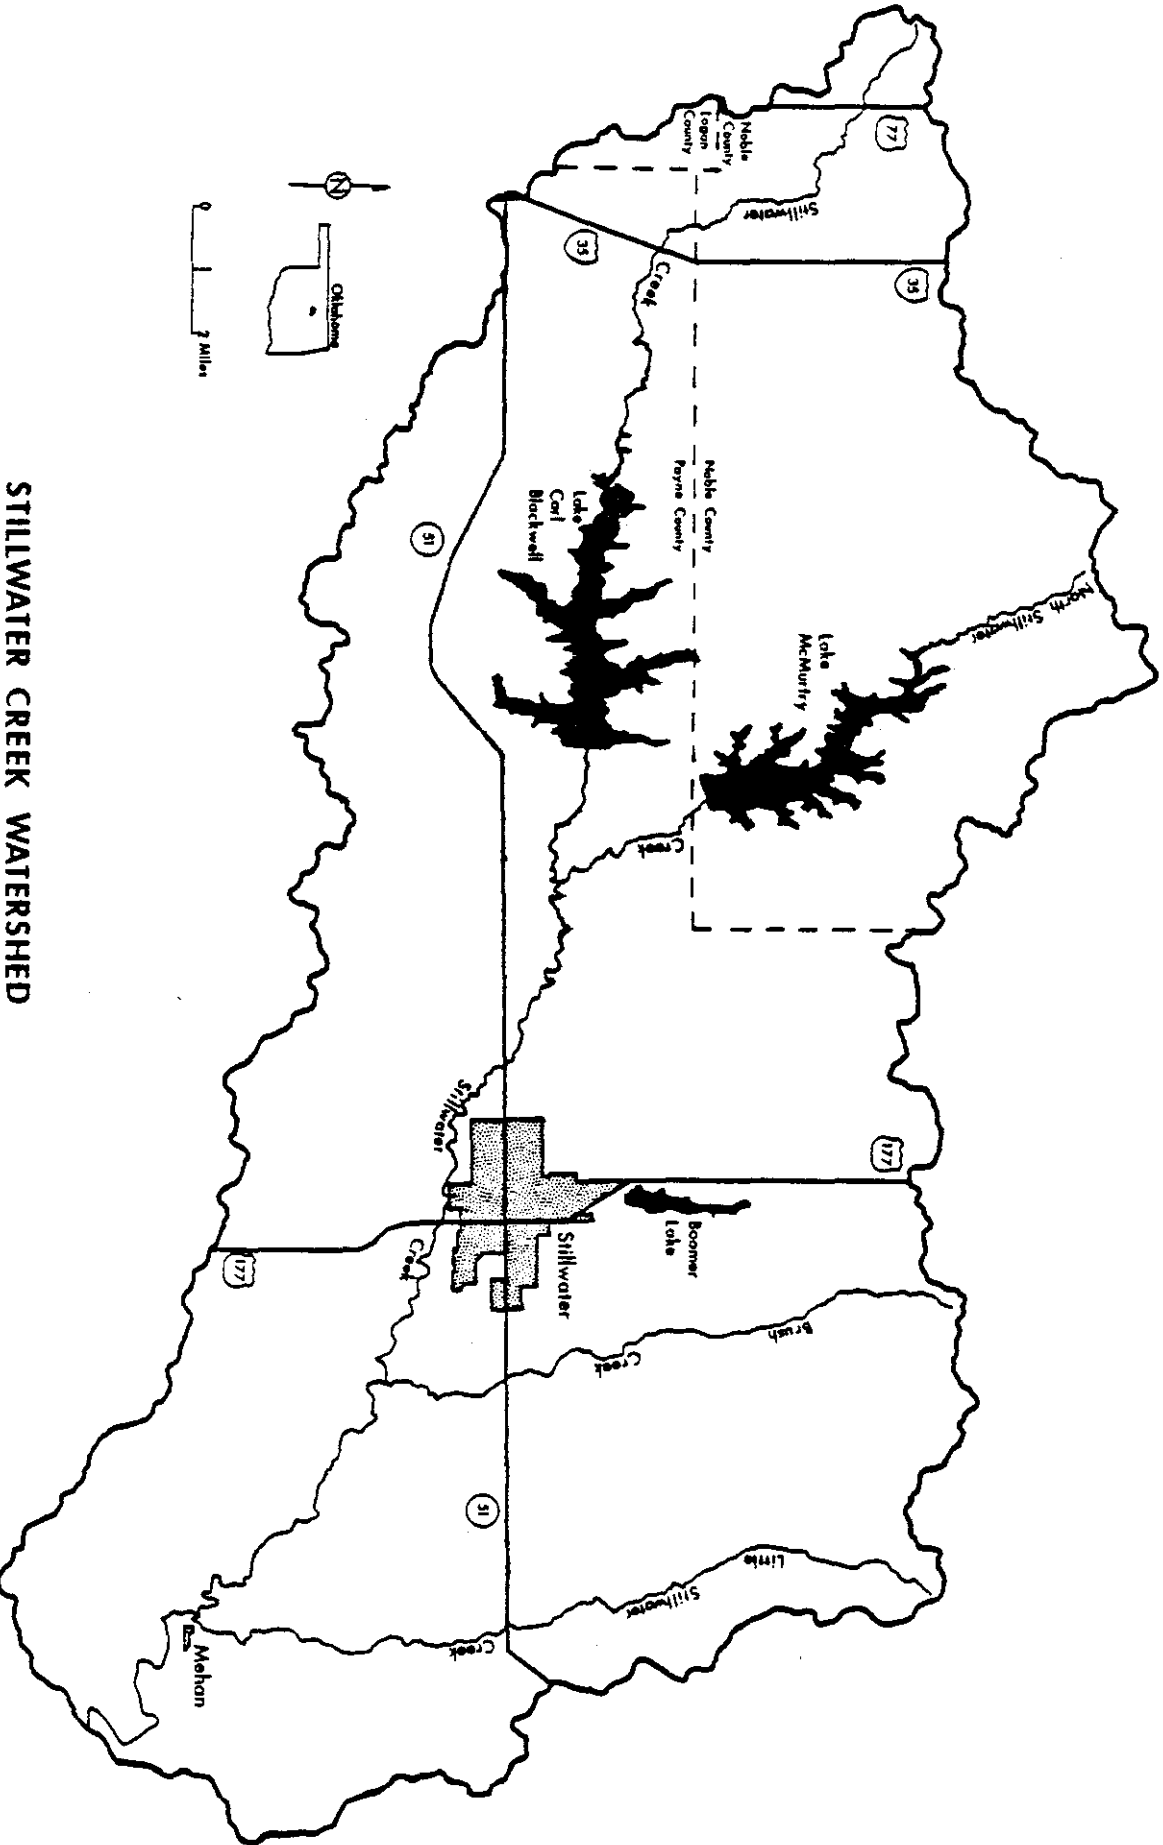 77
Noble
County
Logan
County
Stillwater
Creek
35
35
Noble County
Payne County
North Stillwater
Lake
McMurtry
Creek
Lake
Carl
Blackwell
51
177
Boomer
Lake
Stillwater
Stillwater
Creek
177
Brush
Creek
51
Little
Stillwater
Creek
Mehan
N
Oklahoma
0 1 2 Miles
STILLWATER CREEK WATERSHED